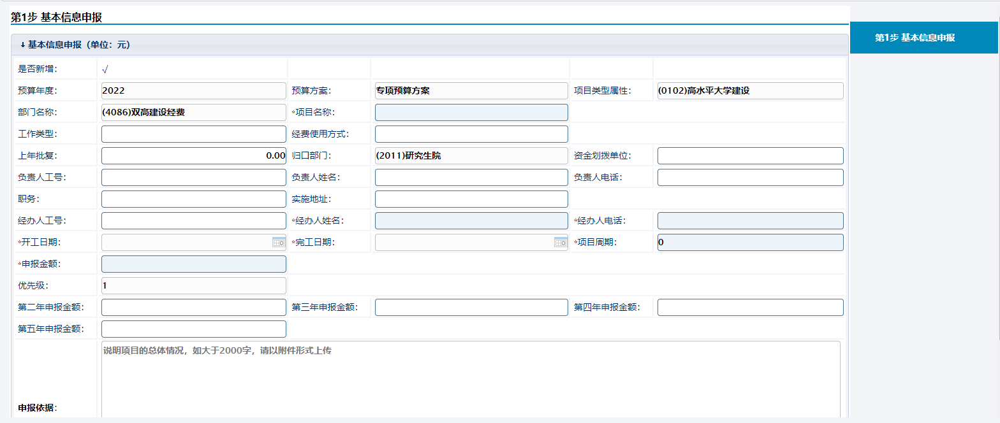 第1步 基本信息申报
第1步 基本信息申报
↓基本信息申报（单位：元）
是否新增： √
预算年度： 2022 预算方案： 专项预算方案 项目类型属性： (0102)高水平大学建设
部门名称： (4086)双高建设经费 *项目名称：
工作类型： 经费使用方式：
上年批复： 0.00 归口部门： (2011)研究生院 资金划拨单位：
负责人工号： 负责人姓名： 负责人电话：
职务： 实施地址：
经办人工号： *经办人姓名： *经办人电话：
*开工日期： *完工日期： *项目周期： 0
*申报金额：
优先级： 1
第二年申报金额： 第三年申报金额： 第四年申报金额：
第五年申报金额：
说明项目的总体情况，如大于2000字，请以附件形式上传
申报依据：